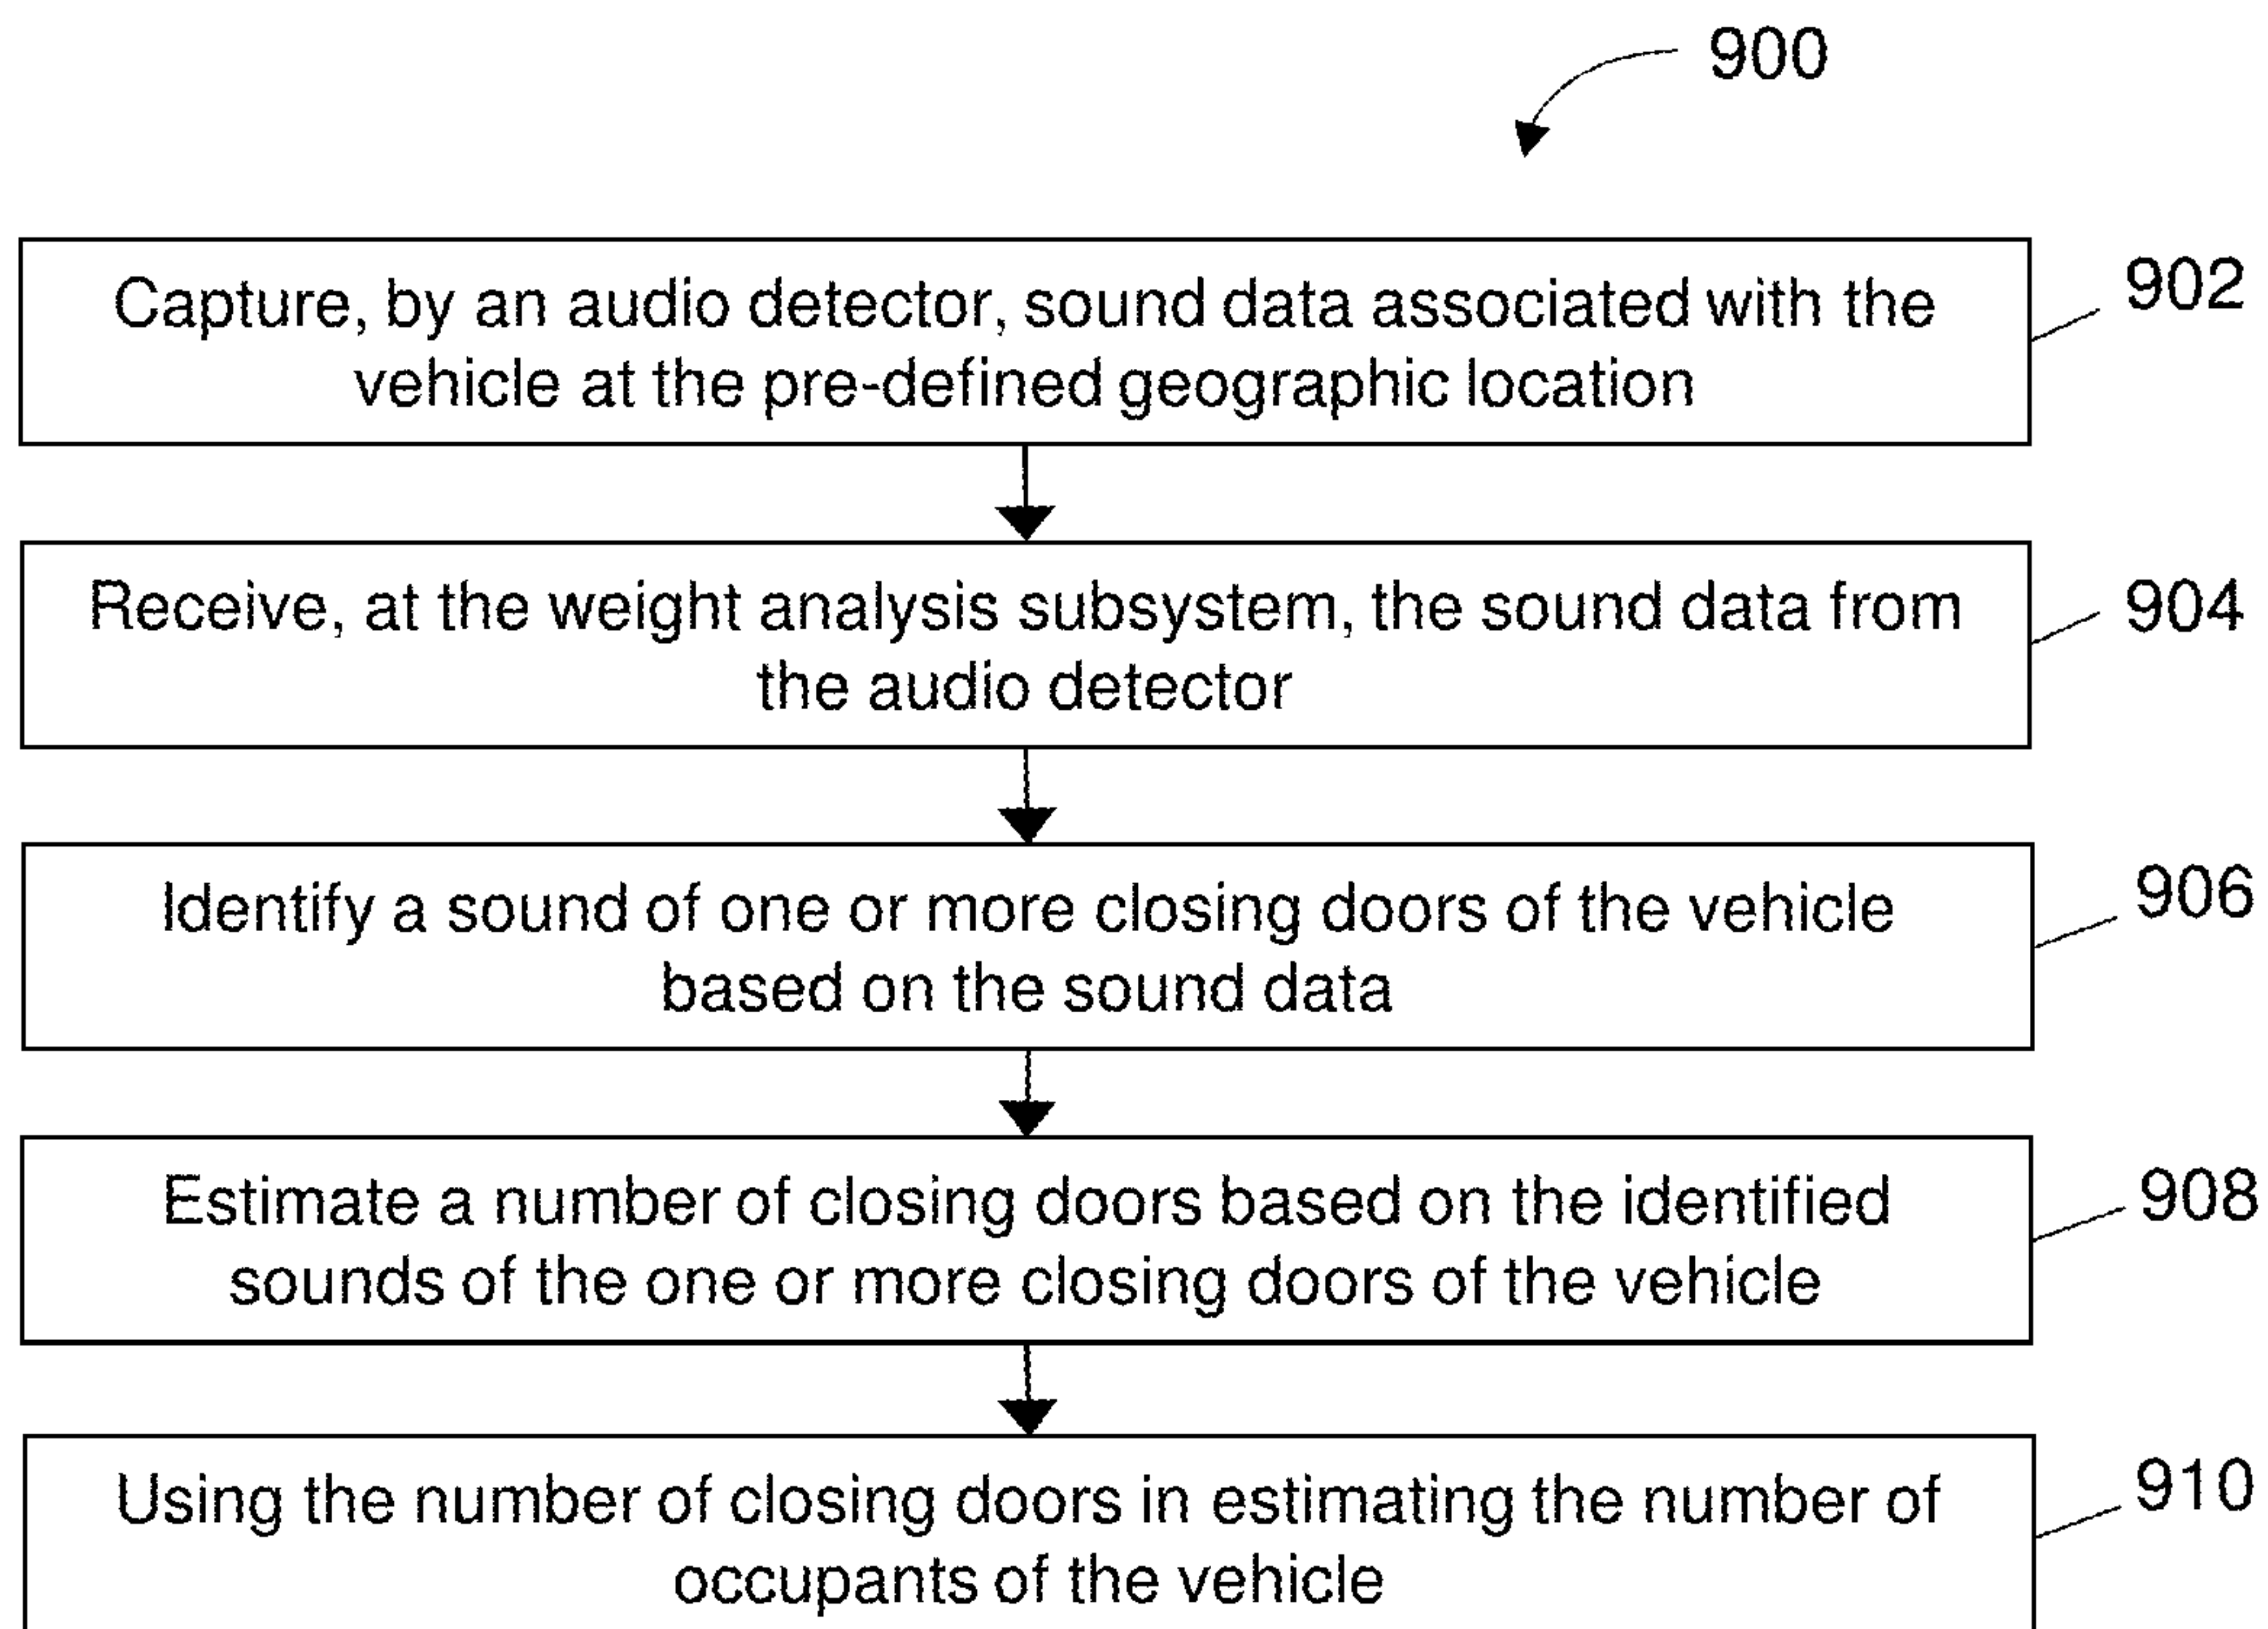 900
Capture, by an audio detector, sound data associated with the
vehicle at the pre-defined geographic location
902
Receive, at the weight analysis subsystem, the sound data from
the audio detector
904
Identify a sound of one or more closing doors of the vehicle
based on the sound data
906
Estimate a number of closing doors based on the identified
sounds of the one or more closing doors of the vehicle
908
Using the number of closing doors in estimating the number of
occupants of the vehicle
910